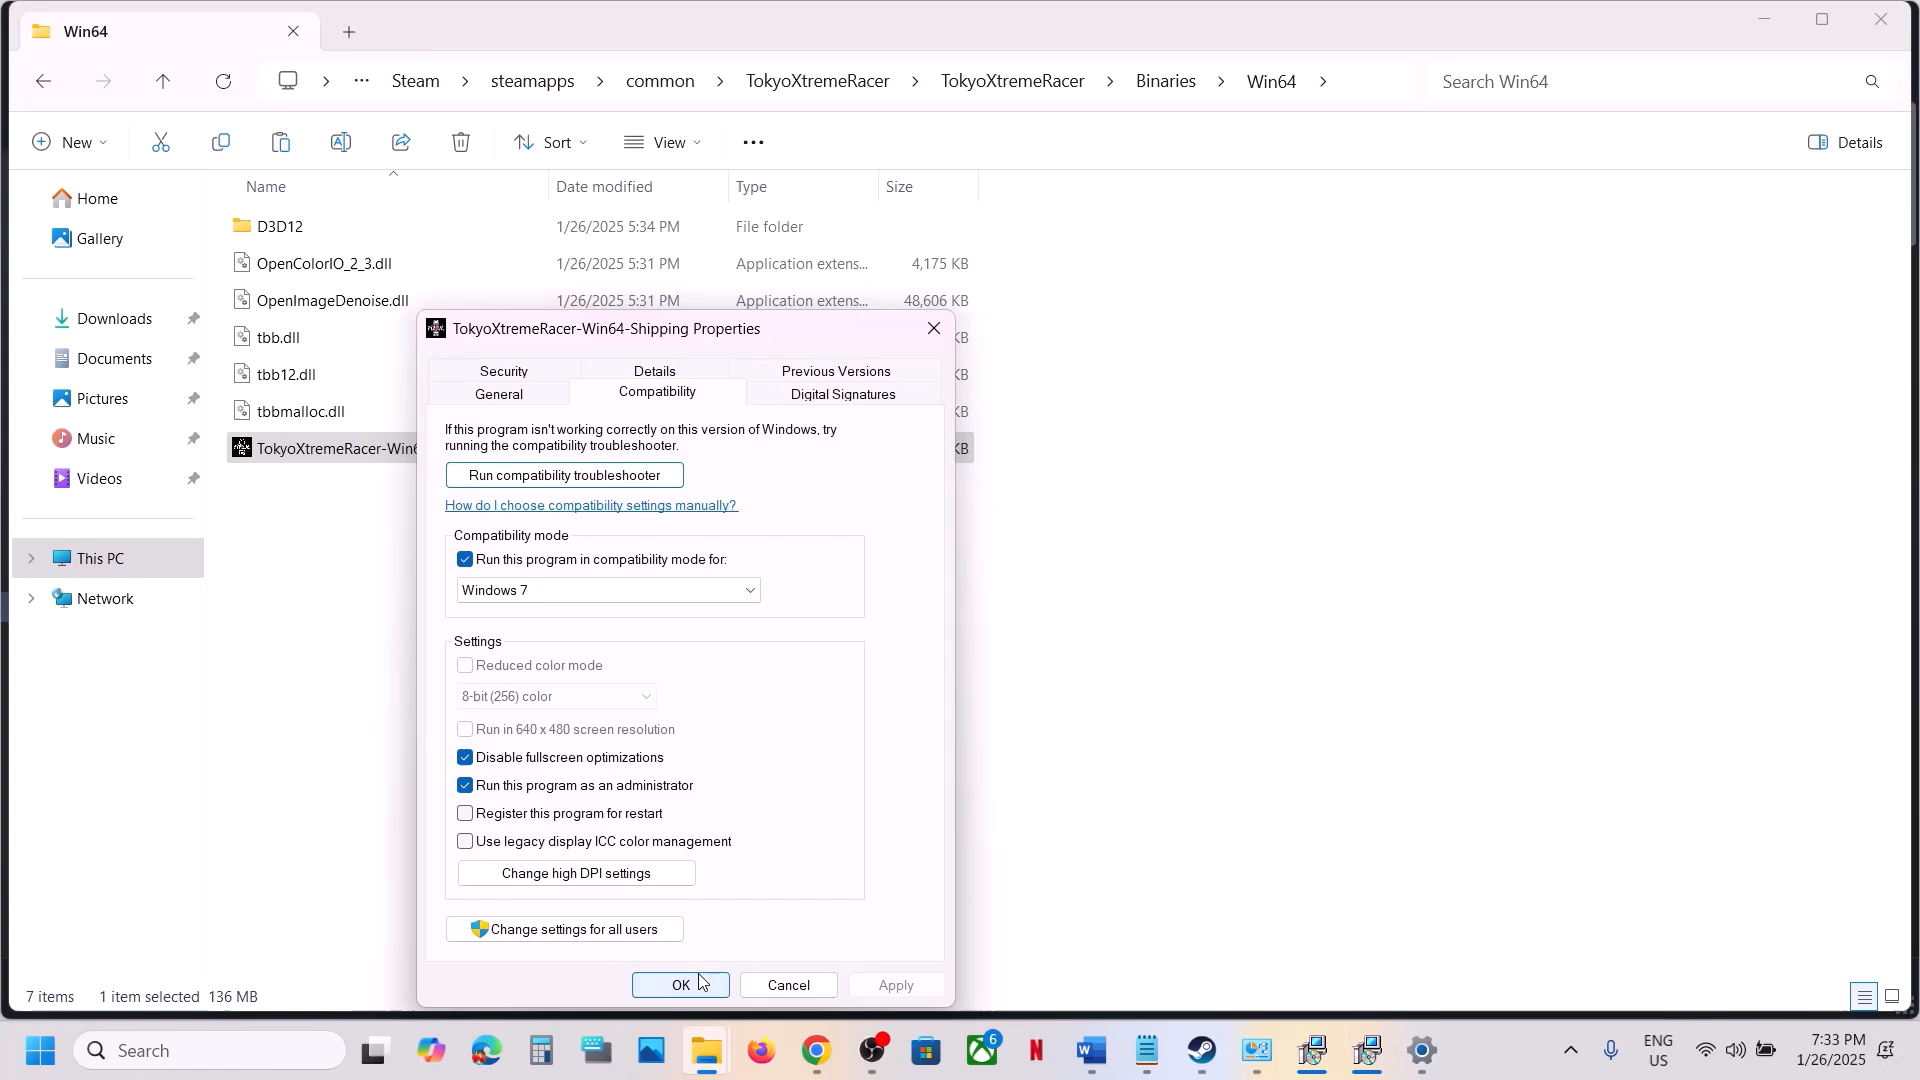 Win64
Steam
steamapps
common
TokyoXtremeRacer
TokyoXtremeRacer
Binaries
Win64
Search Win64
New
Sort
View
Details
Name
Date modified
Type
Size
Home
Gallery
Downloads
Documents
Pictures
Music
Videos
This PC
Network
D3D12 1/26/2025 5:34 PM File folder
OpenColorIO_2_3.dll 1/26/2025 5:31 PM Application extens... 4,175 KB
OpenImageDenoise.dll 1/26/2025 5:31 PM Application extens... 48,606 KB
tbb.dll KB
tbb12.dll KB
tbbmalloc.dll KB
TokyoXtremeRacer-Win6 KB
TokyoXtremeRacer-Win64-Shipping Properties
Security
Details
Previous Versions
General
Compatibility
Digital Signatures
If this program isn't working correctly on this version of Windows, try
running the compatibility troubleshooter.
Run compatibility troubleshooter
How do I choose compatibility settings manually?
Compatibility mode
Run this program in compatibility mode for:
Windows 7
Settings
Reduced color mode
8-bit (256) color
Run in 640 x 480 screen resolution
Disable fullscreen optimizations
Run this program as an administrator
Register this program for restart
Use legacy display ICC color management
Change high DPI settings
Change settings for all users
OK
Cancel
Apply
7 items 1 item selected 136 MB
Search
6
ENG
US
7:33 PM
1/26/2025